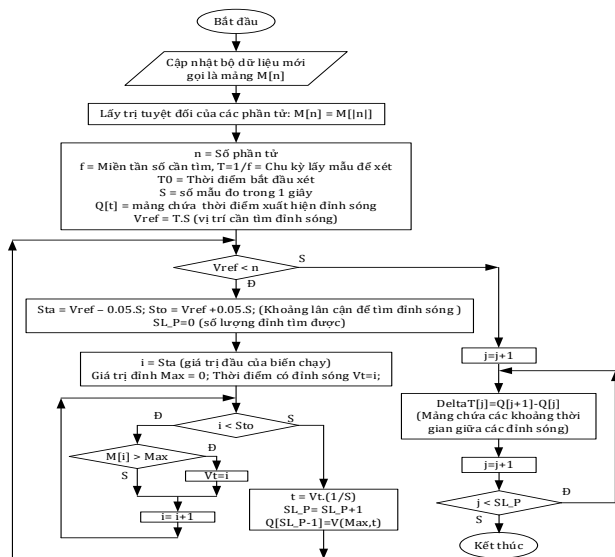 Bắt đầu
Cập nhật bộ dữ liệu mới
gọi là mảng M[n]
Lấy trị tuyệt đối của các phần tử: M[n] = M[|n|]
n = Số phần tử
f = Miền tần số cần tìm, T=1/f = Chu kỳ lấy mẫu để xét
T0 = Thời điểm bắt đầu xét
S = số mẫu đo trong 1 giây
Q[t] = mảng chứa thời điểm xuất hiện đỉnh sóng
Vref = T.S (vị trí cần tìm đỉnh sóng)
Vref < n
S
Đ
Sta = Vref – 0.05.S; Sto = Vref +0.05.S; (Khoảng lân cận để tìm đỉnh sóng )
SL_P=0 (số lượng đỉnh tìm được)
i = Sta (giá trị đầu của biến chạy)
Giá trị đỉnh Max = 0; Thời điểm có đỉnh sóng Vt=i;
i < Sto
Đ
S
M[i] > Max
Đ
S
Vt=i
i= i+1
t = Vt.(1/S)
SL_P= SL_P+1
Q[SL_P-1]=V(Max,t)
j=j+1
DeltaT[j]=Q[j+1]-Q[j]
(Mảng chứa các khoảng thời
gian giữa các đỉnh sóng)
j=j+1
j < SL_P
Đ
S
Kết thúc